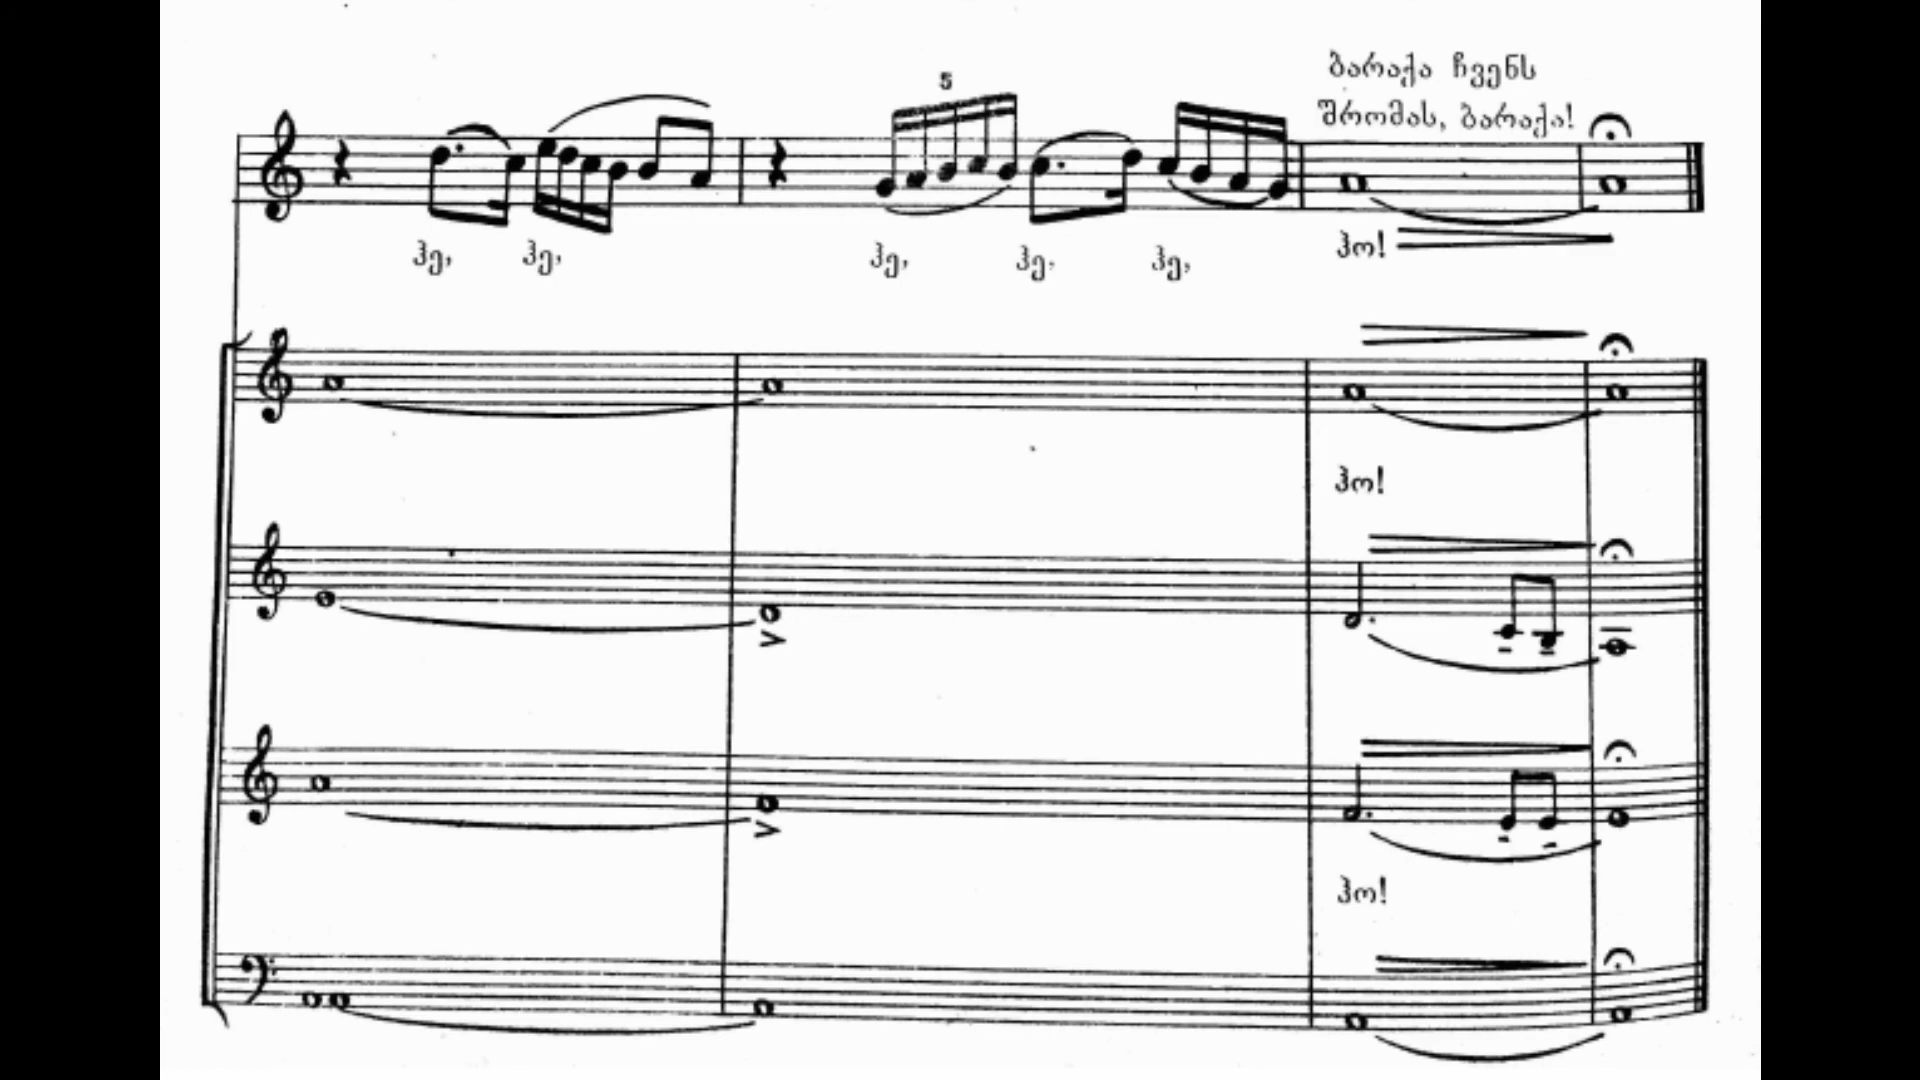 5
ბარაქა ჩვენს
შრომას, ბარაქა!
ჰე, ჰე, ჰე, ჰე, ჰე, ჰო!
ჰო!
ჰო!